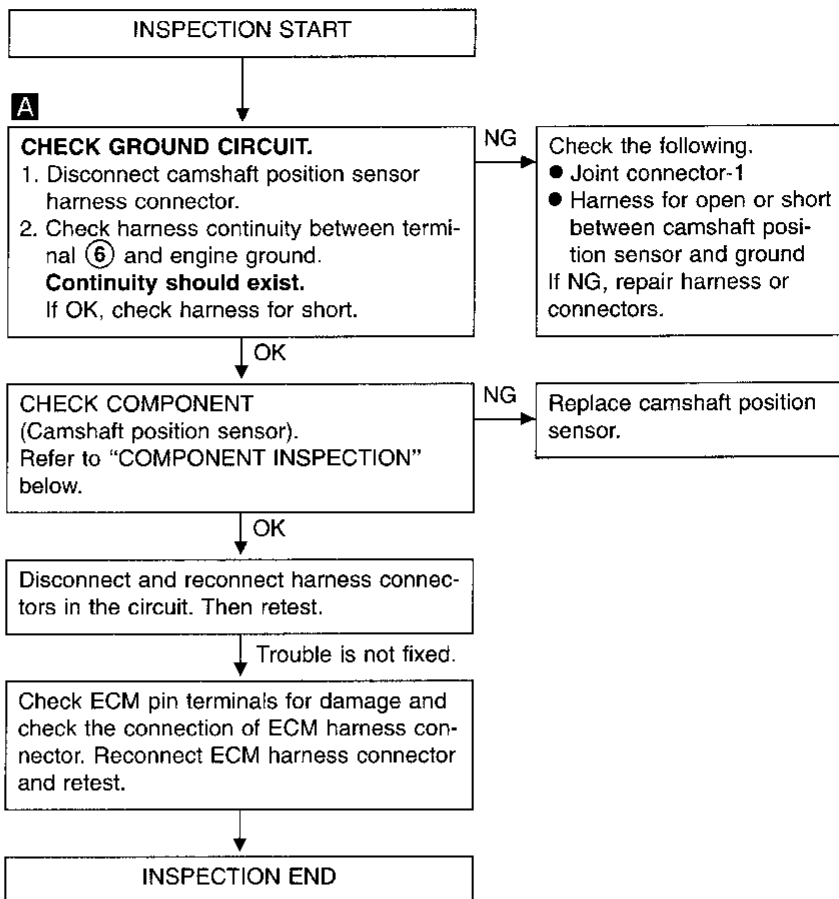 INSPECTION START
A
CHECK GROUND CIRCUIT.
1. Disconnect camshaft position sensor
harness connector.
2. Check harness continuity between termi-
nal ⑥ and engine ground.
Continuity should exist.
If OK, check harness for short.
NG
Check the following.
● Joint connector-1
● Harness for open or short
between camshaft posi-
tion sensor and ground
If NG, repair harness or
connectors.
OK
CHECK COMPONENT
(Camshaft position sensor).
Refer to “COMPONENT INSPECTION”
below.
NG
Replace camshaft position
sensor.
OK
Disconnect and reconnect harness connec-
tors in the circuit. Then retest.
Trouble is not fixed.
Check ECM pin terminals for damage and
check the connection of ECM harness con-
nector. Reconnect ECM harness connector
and retest.
INSPECTION END